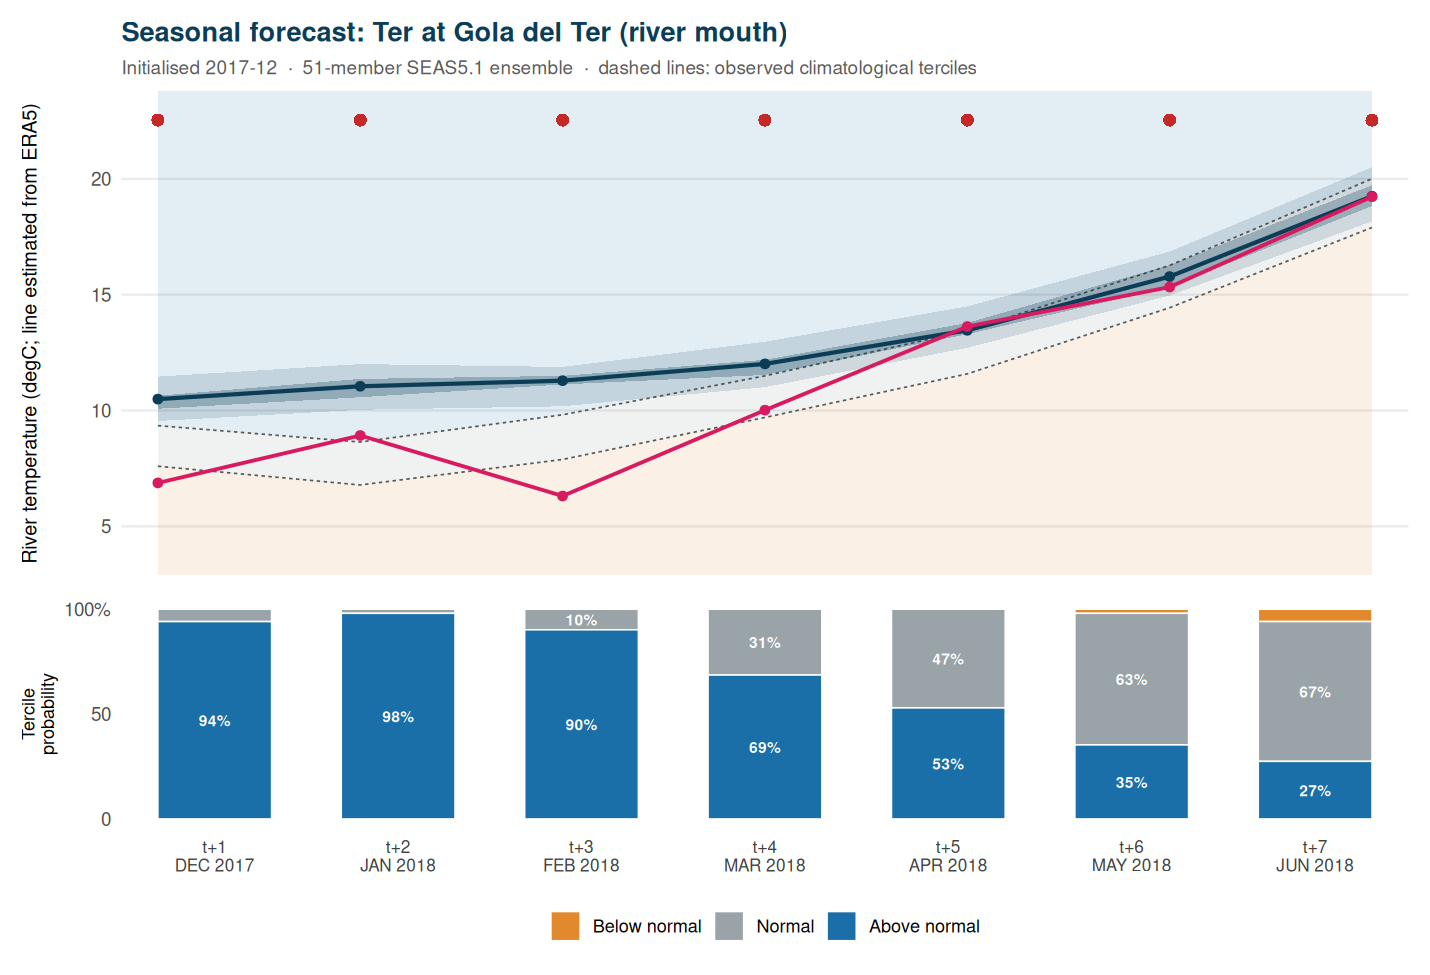 Seasonal forecast: Ter at Gola del Ter (river mouth)
Initialised 2017-12 · 51-member SEAS5.1 ensemble · dashed lines: observed climatological terciles
River temperature (degC; line estimated from ERA5)
20
15
10
5
Tercile
probability
100%
50
0
94%
98%
10%
90%
31%
69%
47%
53%
63%
35%
67%
27%
t+1
DEC 2017
t+2
JAN 2018
t+3
FEB 2018
t+4
MAR 2018
t+5
APR 2018
t+6
MAY 2018
t+7
JUN 2018
Below normal
Normal
Above normal